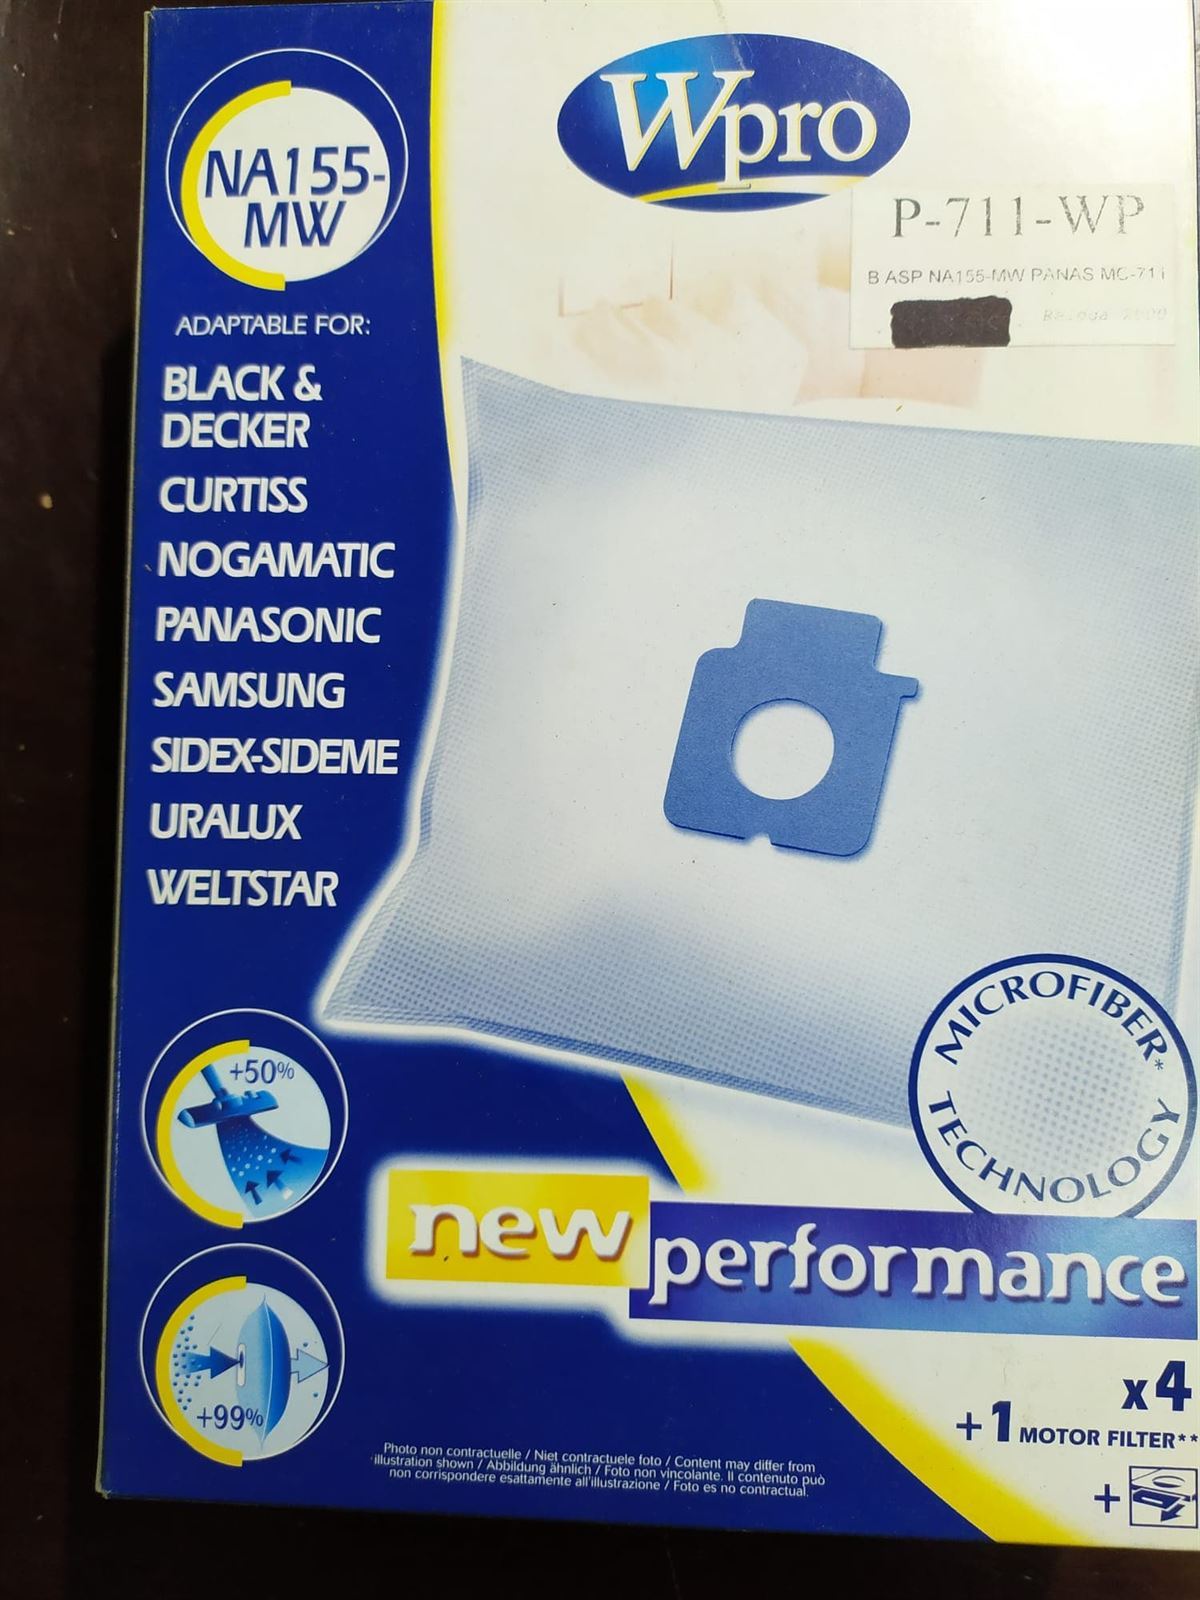 NA155-
MW
Wpro
P-711-WP
B ASP NA155-MW PANAS MC-711
ADAPTABLE FOR:
BLACK &
DECKER
CURTISS
NOGAMATIC
PANASONIC
SAMSUNG
SIDEX-SIDEME
URALUX
WELTSTAR
MICROFIBER*
TECHNOLOGY
+50%
new performance
+99%
x4
+1 MOTOR FILTER**
+
Photo non contractuelle / Niet contractuele foto / Content may differ from
illustration shown / Abbildung ähnlich / Foto non vincolante. Il contenuto può
non corrispondere esattamente all'illustrazione / Foto es no contractual.